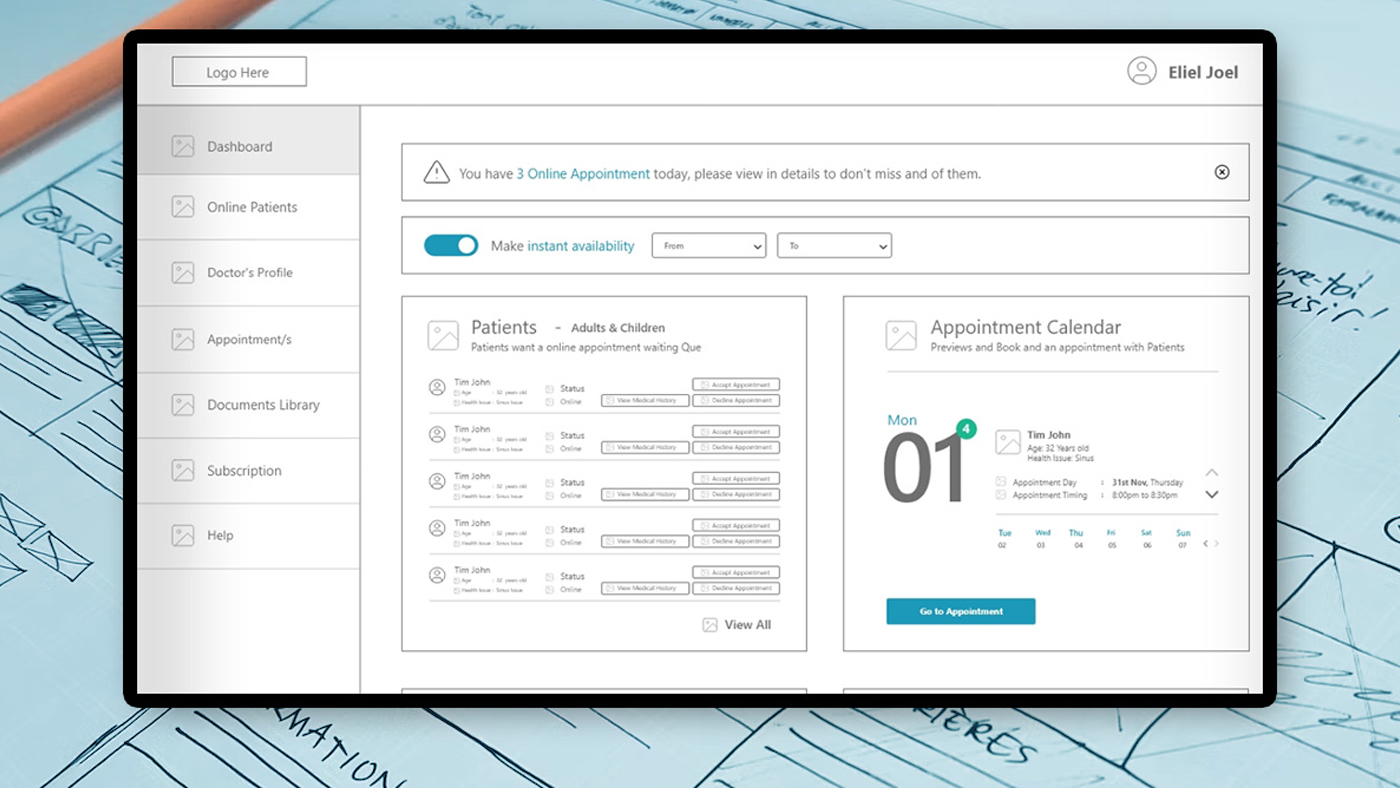 Logo Here
Eliel Joel
Dashboard
Online Patients
Doctor's Profile
Appointment/s
Documents Library
Subscription
Help
You have 3 Online Appointment today, please view in details to don't miss and of them.
Make instant availability
From
To
Patients - Adults & Children
Patients want a online appointment waiting Que
Tim John
Age : 32 years old
Health Issue : Sinus Issue
Status
Online
View Medical History
Accept Appointment
Decline Appointment
Tim John
Age : 32 years old
Health Issue : Sinus Issue
Status
Online
View Medical History
Accept Appointment
Decline Appointment
Tim John
Age : 32 years old
Health Issue : Sinus Issue
Status
Online
View Medical History
Accept Appointment
Decline Appointment
Tim John
Age : 32 years old
Health Issue : Sinus Issue
Status
Online
View Medical History
Accept Appointment
Decline Appointment
Tim John
Age : 32 years old
Health Issue : Sinus Issue
Status
Online
View Medical History
Accept Appointment
Decline Appointment
View All
Appointment Calendar
Previews and Book and an appointment with Patients
Mon
01
4
Tim John
Age: 32 Years old
Health Issue: Sinus
Appointment Day : 31st Nov, Thursday
Appointment Timing : 8:00pm to 8:30pm
Tue Wed Thu Fri Sat Sun
02 03 04 05 06 07
Go to Appointment